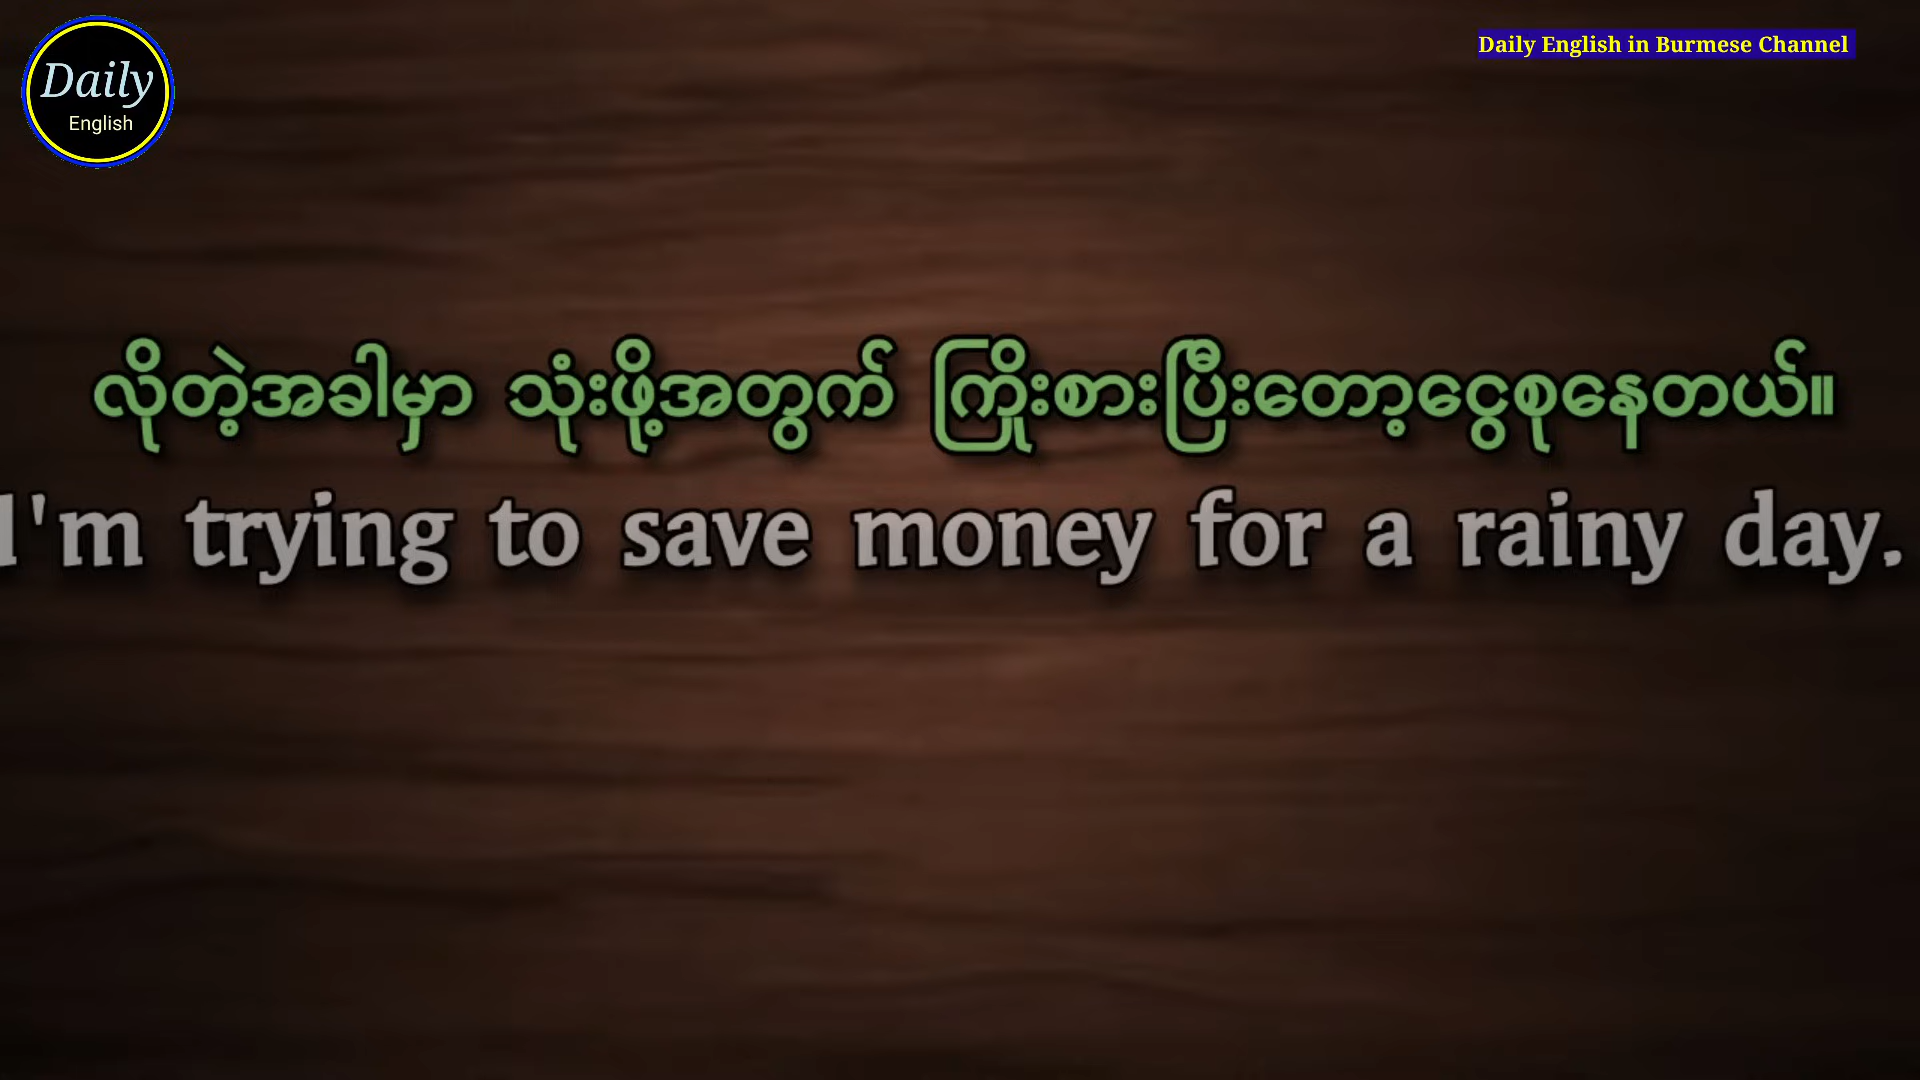 Daily
English
Daily English in Burmese Channel
လိုတဲ့အခါမှာ သုံးဖို့အတွက် ကြိုးစားပြီးတော့ငွေစုနေတယ်။
I'm trying to save money for a rainy day.